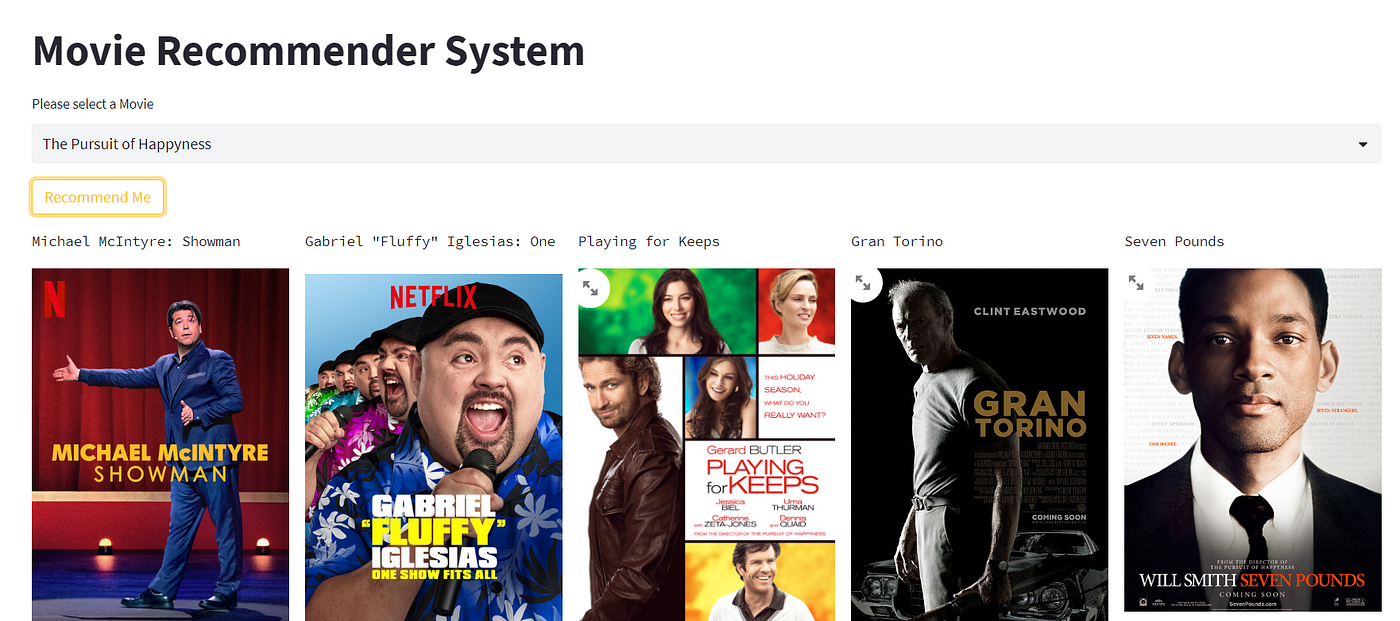 Movie Recommender System
Please select a Movie
The Pursuit of Happyness
Recommend Me
Michael McIntyre: Showman
Gabriel "Fluffy" Iglesias: One
Playing for Keeps
Gran Torino
Seven Pounds
N
MICHAEL McINTYRE
SHOWMAN
NETFLIX
GABRIEL
"FLUFFY"
IGLESIAS
ONE SHOW FITS ALL
THIS HOLIDAY
SEASON,
WHAT DO YOU
REALLY WANT?
Gerard BUTLER
PLAYING
for KEEPS
Jessica
BIEL
Uma
THURMAN
Catherine
ZETA-JONES
Dennis
QUAID
FROM THE DIRECTOR OF THE PURSUIT OF HAPPYNESS
CLINT EASTWOOD
GRAN
TORINO
COMING SOON
SEVEN NAMES.
SEVEN STRANGERS.
ONE SECRET.
FROM THE DIRECTOR OF
THE PURSUIT OF HAPPYNESS
WILL SMITH SEVEN POUNDS
COMING SOON
SevenPounds.com